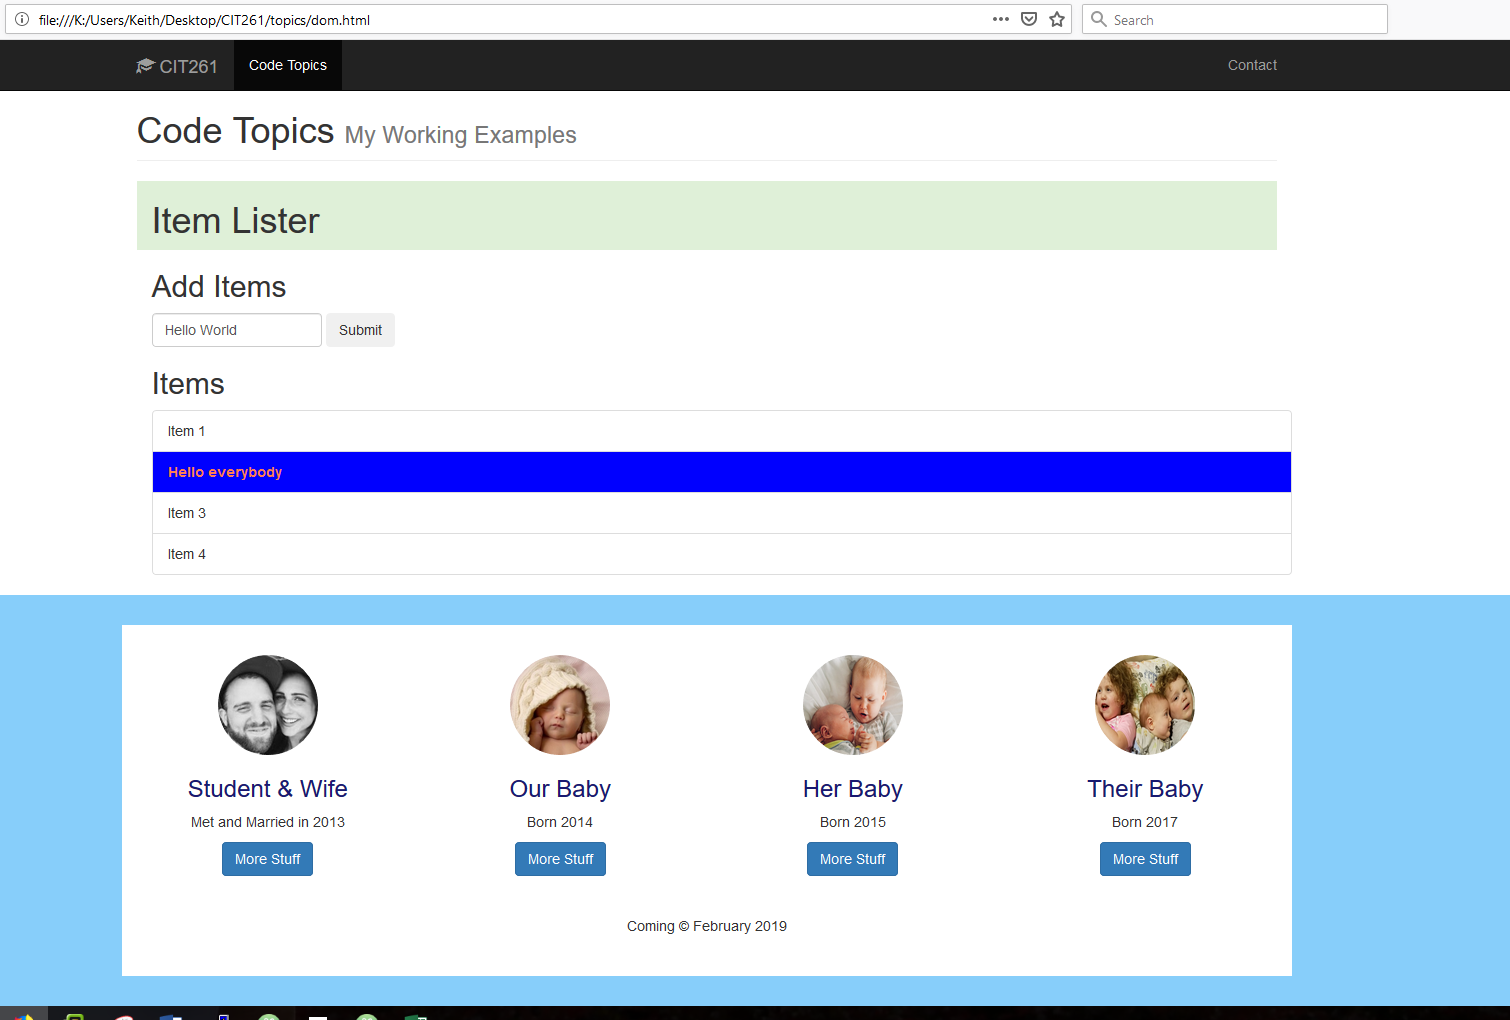 file:///K:/Users/Keith/Desktop/CIT261/topics/dom.html
Search
CIT261 Code Topics Contact
Code Topics My Working Examples
Item Lister
Add Items
Hello World Submit
Items
Item 1
Hello everybody
Item 3
Item 4
Student & Wife Our Baby Her Baby Their Baby
Met and Married in 2013 Born 2014 Born 2015 Born 2017
More Stuff More Stuff More Stuff More Stuff
Coming © February 2019